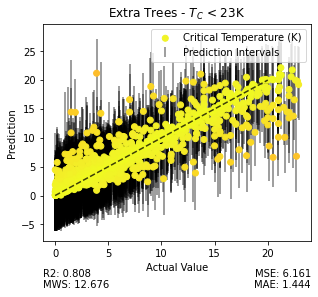 Extra Trees - $T_C$ < 23K
Critical Temperature (K)
Prediction Intervals
25
20
15
10
5
0
−5
Prediction
0
5
10
15
20
Actual Value
R2: 0.808
MSE: 6.161
MWS: 12.676
MAE: 1.444